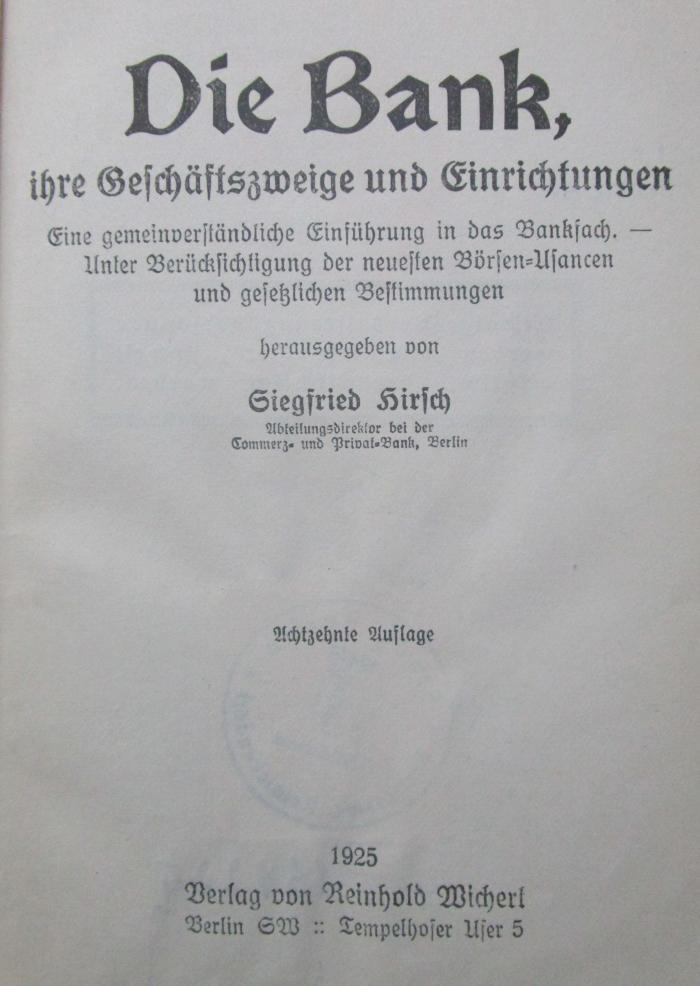 Die Bank,
ihre Geschäftszweige und Einrichtungen
Eine gemeinverständliche Einführung in das Bankfach. —
Unter Berücksichtigung der neuesten Börsen-Usancen
und gesetzlichen Bestimmungen
herausgegeben von
Siegfried Hirsch
Abteilungsdirektor bei der
Commerz- und Privat-Bank, Berlin
Achtzehnte Auflage
1925
Verlag von Reinhold Wichert
Berlin SW :: Tempelhofer Ufer 5